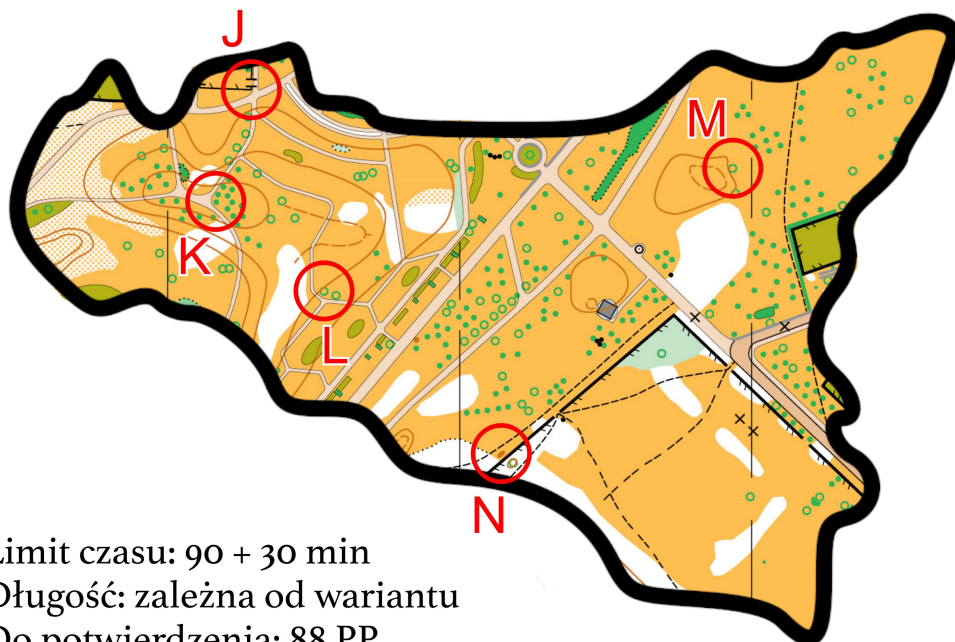 J
M
K
L
N
Limit czasu: 90 + 30 min
Długość: zależna od wariantu
Do potwierdzenia: 88 PP